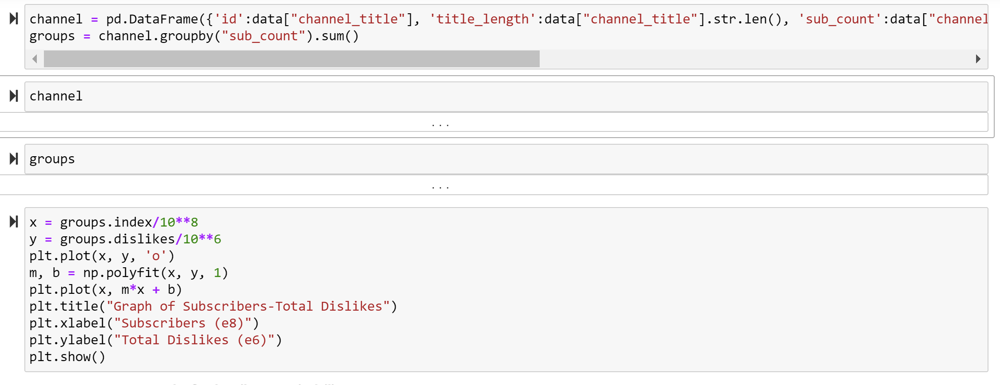 channel = pd.DataFrame({'id':data["channel_title"], 'title_length':data["channel_title"].str.len(), 'sub_count':data["channel
groups = channel.groupby("sub_count").sum()
channel
...
groups
...
x = groups.index/10**8
y = groups.dislikes/10**6
plt.plot(x, y, 'o')
m, b = np.polyfit(x, y, 1)
plt.plot(x, m*x + b)
plt.title("Graph of Subscribers-Total Dislikes")
plt.xlabel("Subscribers (e8)")
plt.ylabel("Total Dislikes (e6)")
plt.show()